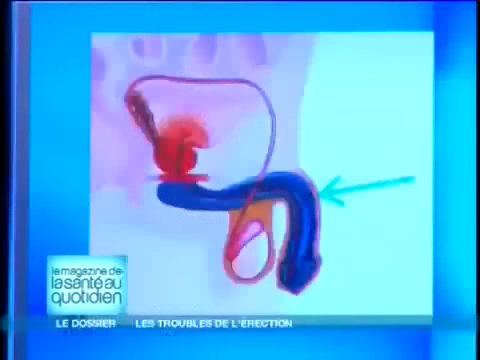 le magazine de
la santé au
quotidien
LE DOSSIER LES TROUBLES DE L'ÉRECTION